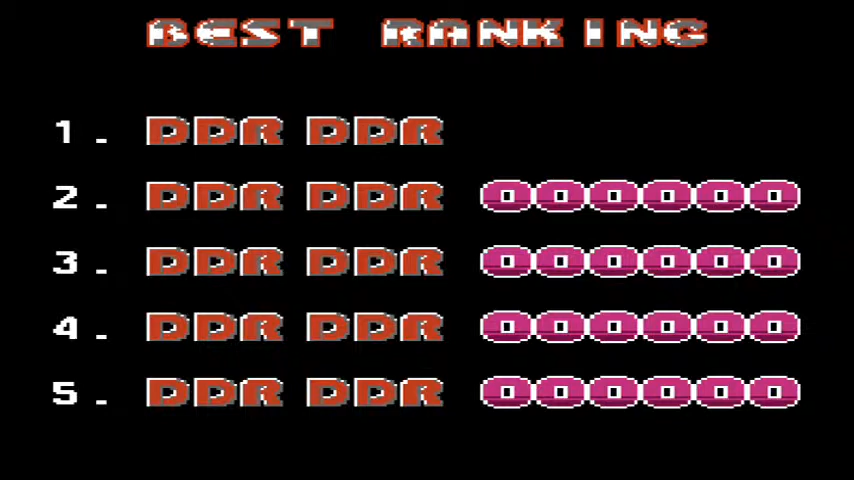 BEST RANKING
1. DDR DDR
2. DDR DDR 000000
3. DDR DDR 000000
4. DDR DDR 000000
5. DDR DDR 000000